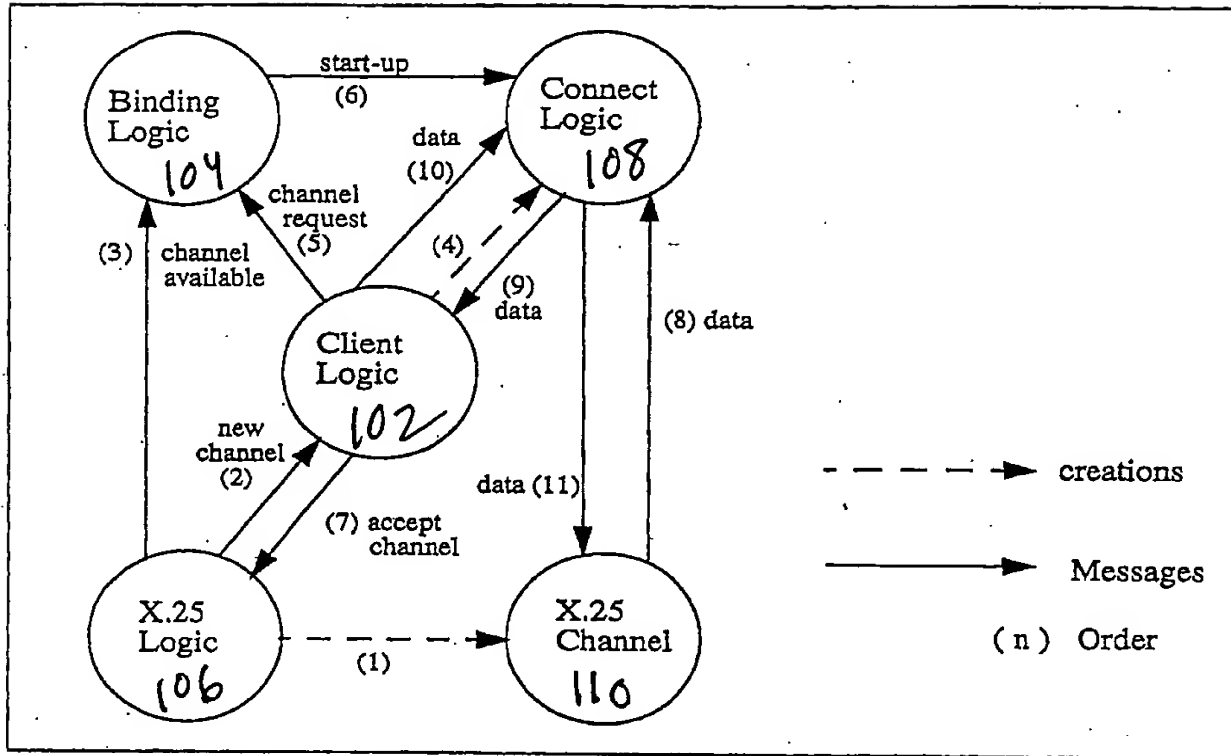 start-up
(6)
Binding
Logic
104
Connect
Logic
108
data
(10)
channel
request
(5)
(3)
channel
available
(4)
(9)
data
(8) data
Client
Logic
102
new
channel
(2)
(7) accept
channel
data (11)
creations
Messages
( n ) Order
X.25
Logic
106
(1)
X.25
Channel
110